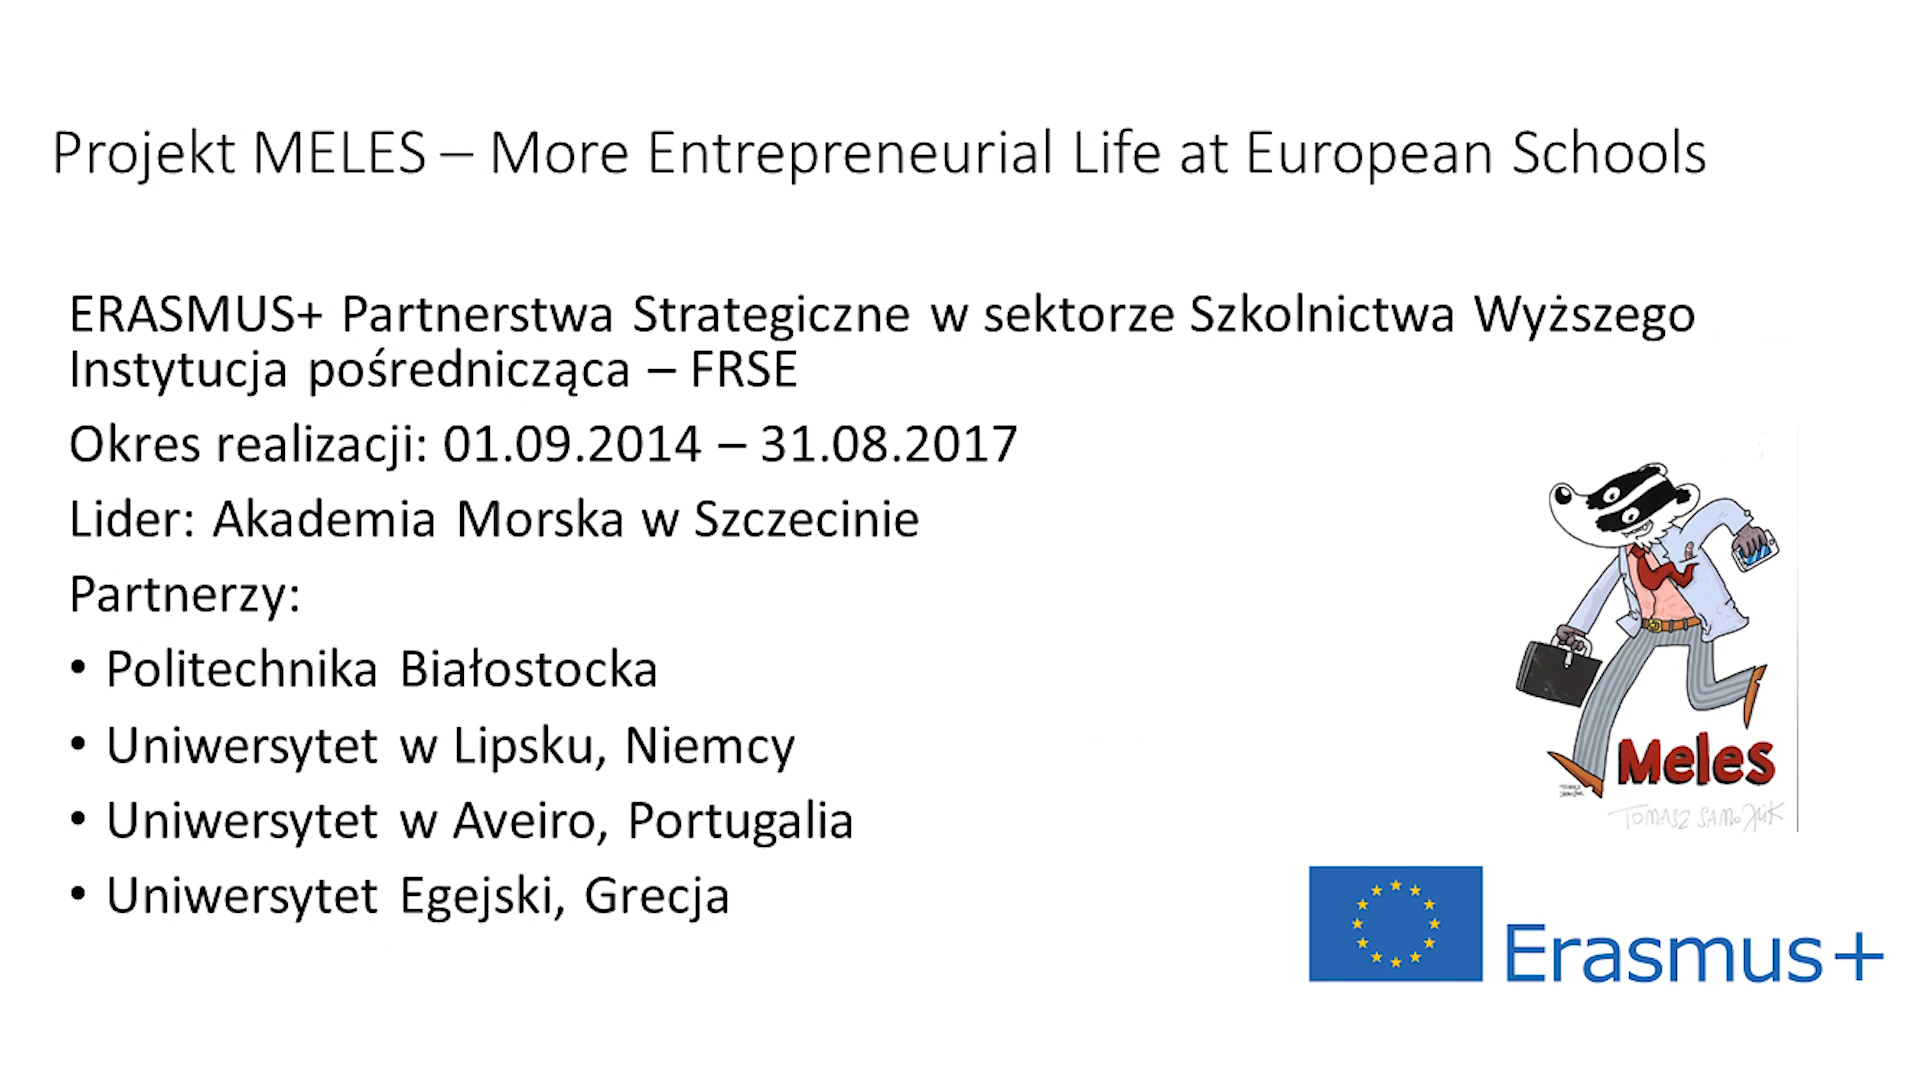 Projekt MELES – More Entrepreneurial Life at European Schools
ERASMUS+ Partnerstwa Strategiczne w sektorze Szkolnictwa Wyższego
Instytucja pośrednicząca – FRSE
Okres realizacji: 01.09.2014 – 31.08.2017
Lider: Akademia Morska w Szczecinie
Partnerzy:
• Politechnika Białostocka
• Uniwersytet w Lipsku, Niemcy
• Uniwersytet w Aveiro, Portugalia
• Uniwersytet Egejski, Grecja
Meles
TOMASZ SAMOJLIK
Erasmus+